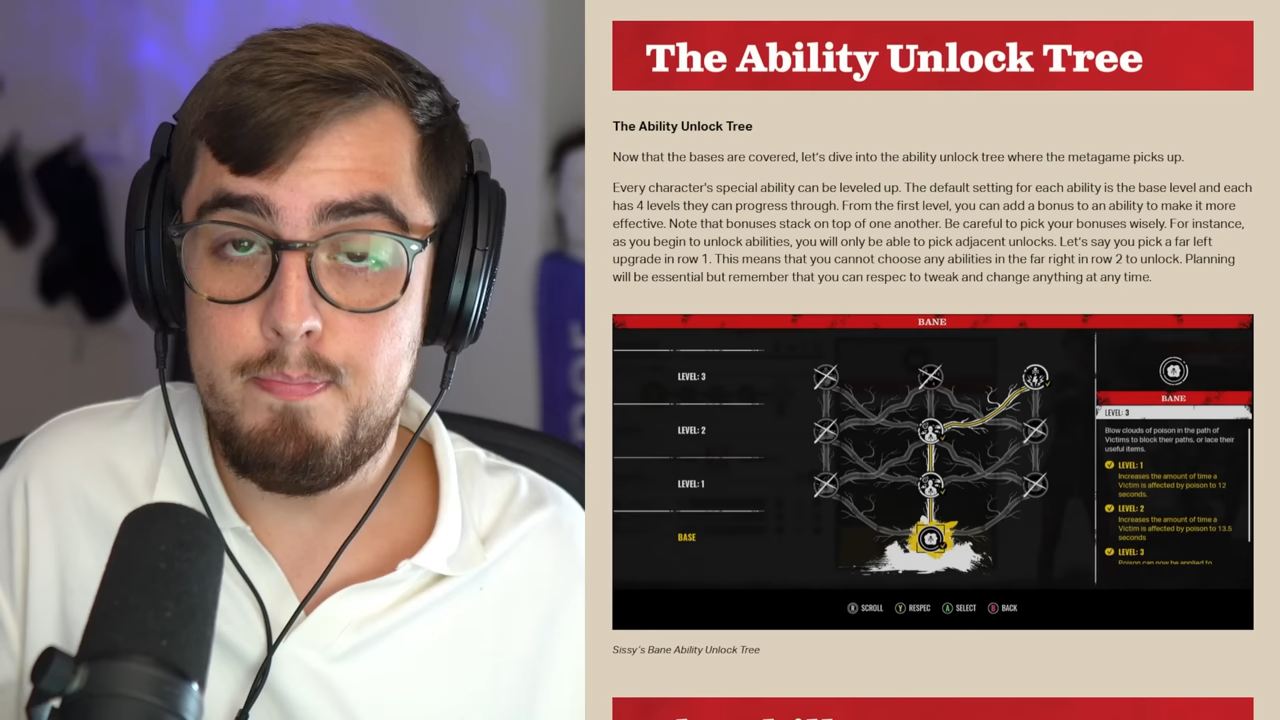 The Ability Unlock Tree
The Ability Unlock Tree
Now that the bases are covered, let's dive into the ability unlock tree where the metagame picks up.
Every character's special ability can be leveled up. The default setting for each ability is the base level and each
has 4 levels they can progress through. From the first level, you can add a bonus to an ability to make it more
effective. Note that bonuses stack on top of one another. Be careful to pick your bonuses wisely. For instance,
as you begin to unlock abilities, you will only be able to pick adjacent unlocks. Let's say you pick a far left
upgrade in row 1. This means that you cannot choose any abilities in the far right in row 2 to unlock. Planning
will be essential but remember that you can respec to tweak and change anything at any time.
BANE
LEVEL: 3
LEVEL: 2
LEVEL: 1
BASE
BANE
LEVEL: 3
Blow clouds of poison in the path of
Victims to block their paths, or lace their
useful items.
LEVEL: 1
Increases the amount of time a
Victim is affected by poison to 12
seconds.
LEVEL: 2
Increases the amount of time a
Victim is affected by poison to 13.5
seconds
LEVEL: 3
Poison can now be applied to
R SCROLL
Y RESPEC
A SELECT
B BACK
Sissy's Bane Ability Unlock Tree